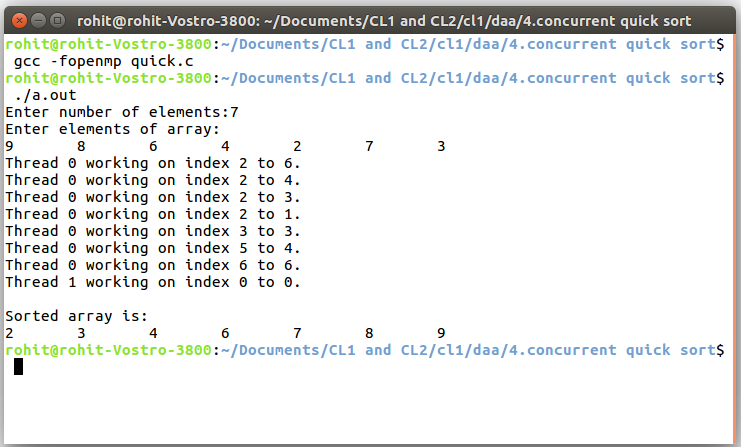 rohit@rohit-Vostro-3800: ~/Documents/CL1 and CL2/cl1/daa/4.concurrent quick sort
rohit@rohit-Vostro-3800:~/Documents/CL1 and CL2/cl1/daa/4.concurrent quick sort$
gcc -fopenmp quick.c
rohit@rohit-Vostro-3800:~/Documents/CL1 and CL2/cl1/daa/4.concurrent quick sort$
./a.out
Enter number of elements:7
Enter elements of array:
9 8 6 4 2 7 3
Thread 0 working on index 2 to 6.
Thread 0 working on index 2 to 4.
Thread 0 working on index 2 to 3.
Thread 0 working on index 2 to 1.
Thread 0 working on index 3 to 3.
Thread 0 working on index 5 to 4.
Thread 0 working on index 6 to 6.
Thread 1 working on index 0 to 0.
Sorted array is:
2 3 4 6 7 8 9
rohit@rohit-Vostro-3800:~/Documents/CL1 and CL2/cl1/daa/4.concurrent quick sort$